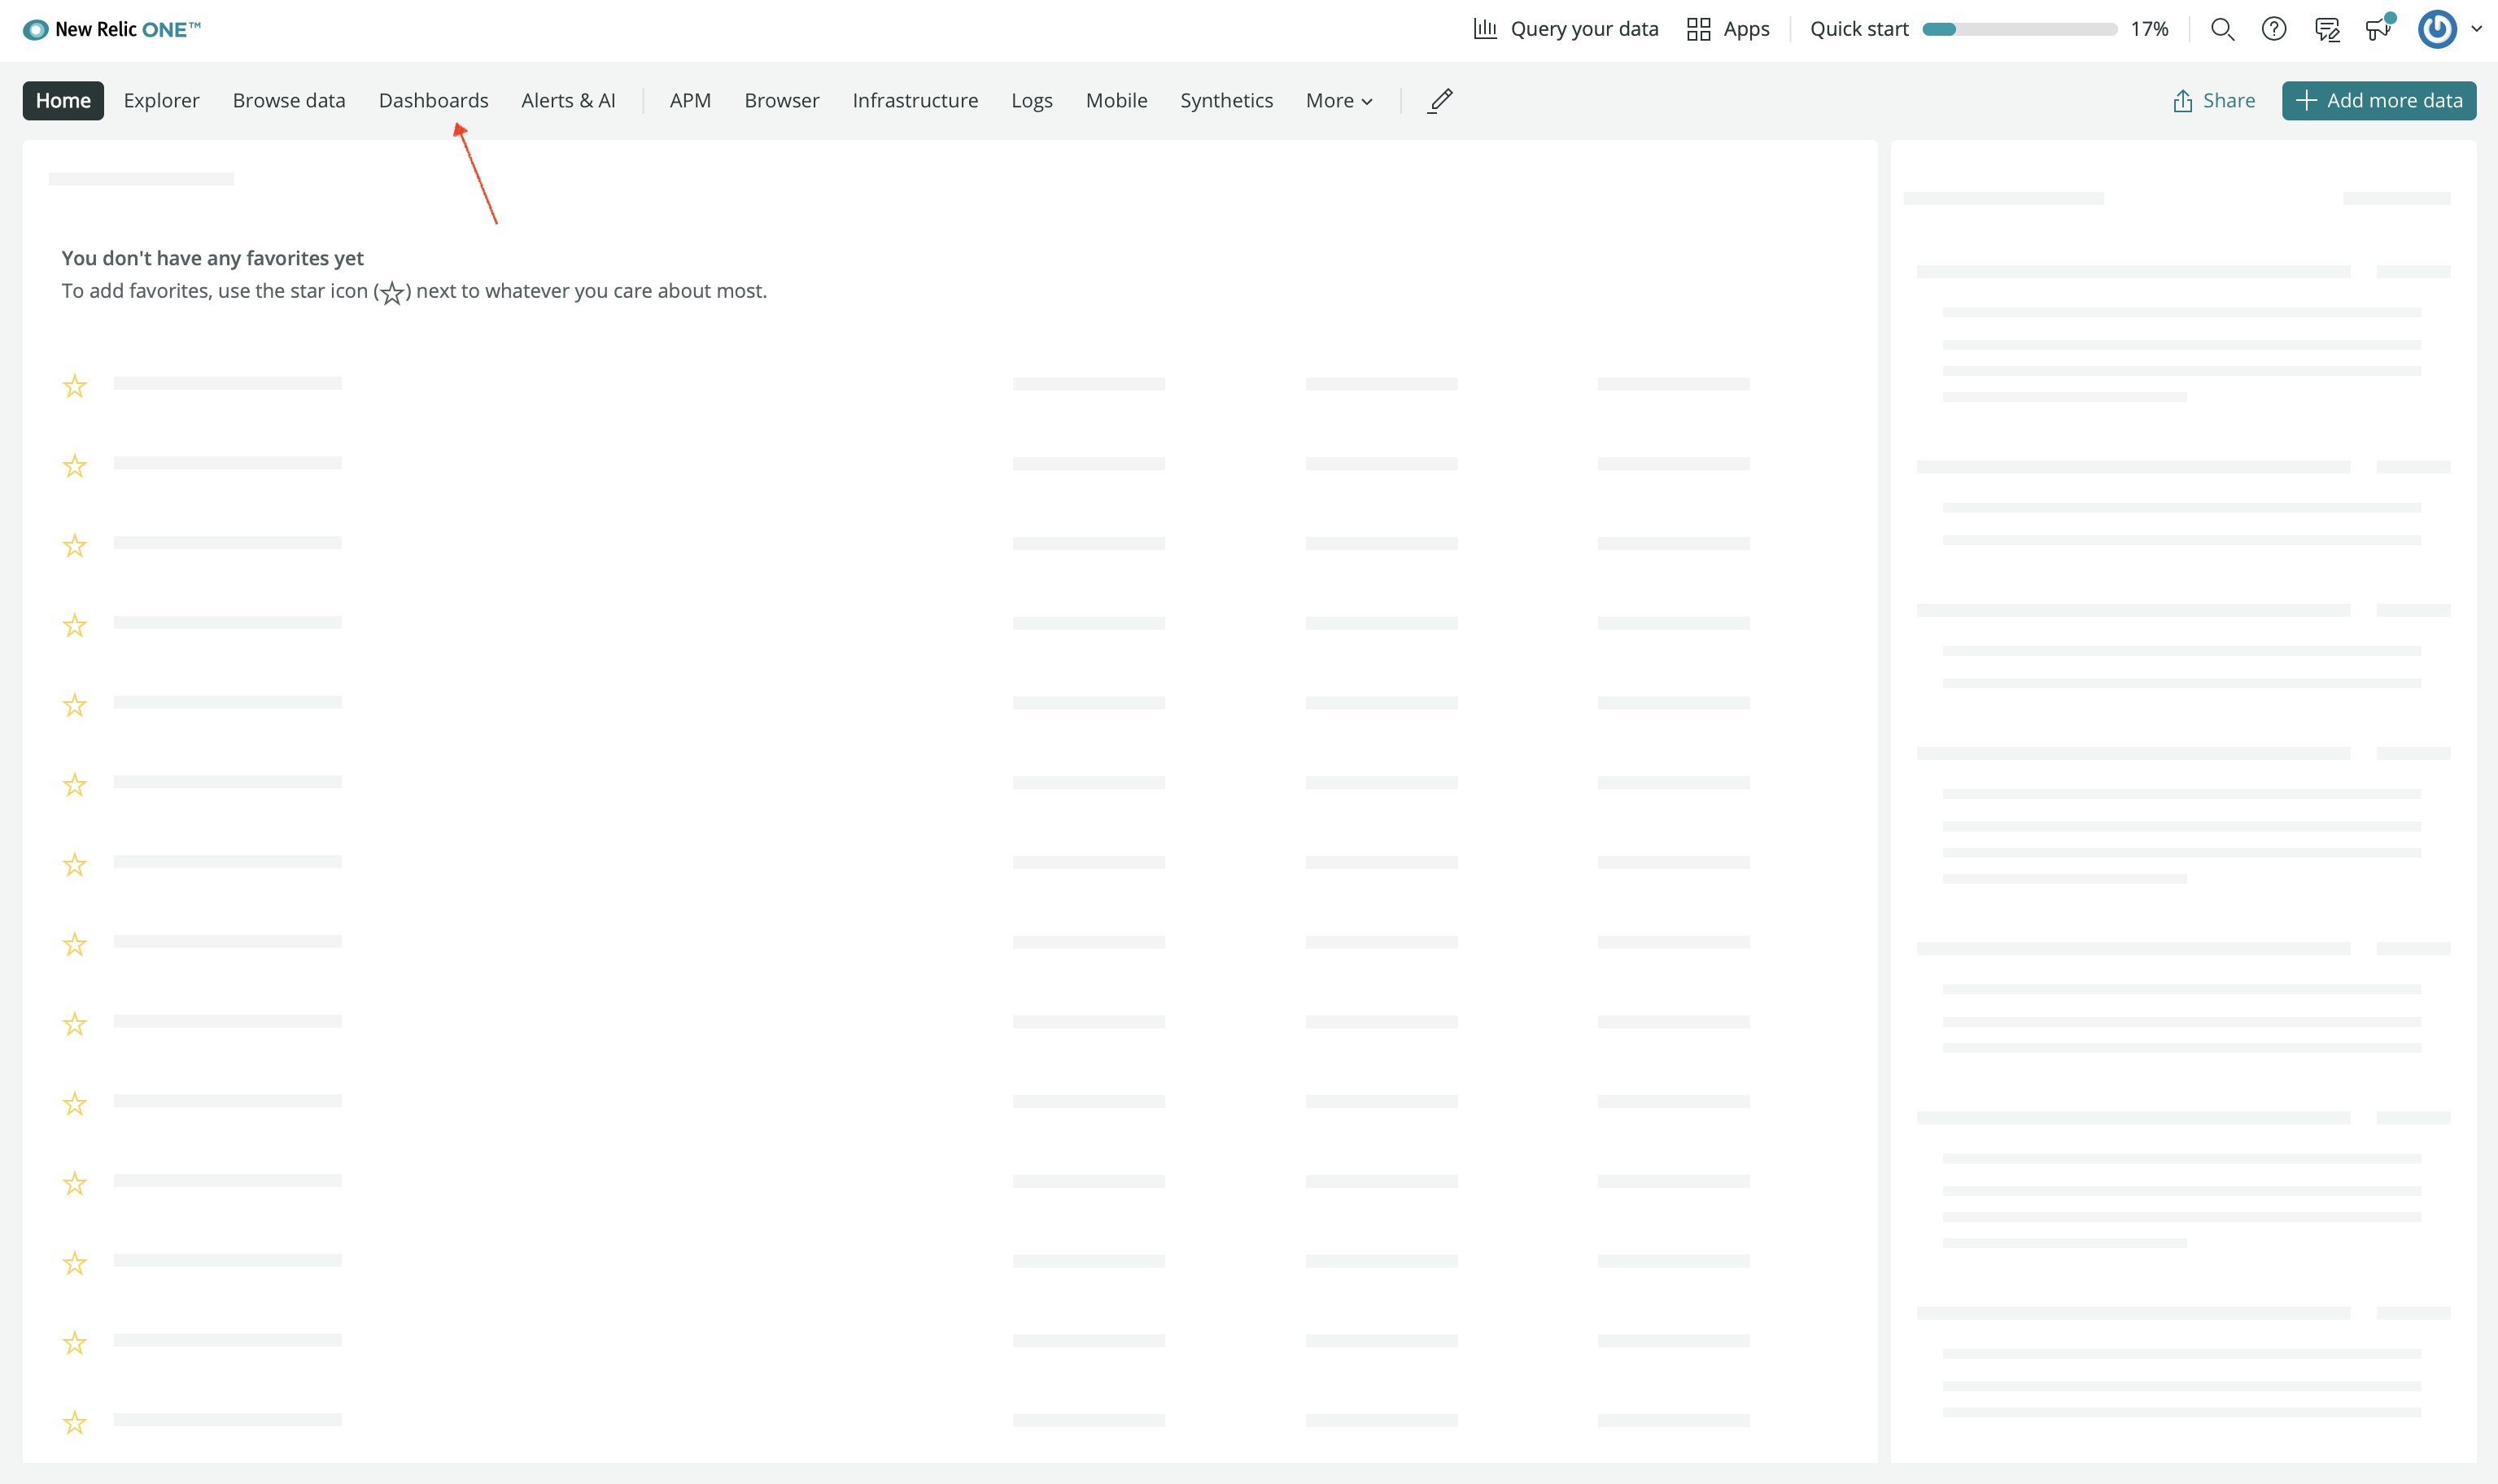 New Relic ONE™
Query your data
Apps
Quick start
17%
Home
Explorer
Browse data
Dashboards
Alerts & AI
APM
Browser
Infrastructure
Logs
Mobile
Synthetics
More
Share
Add more data
You don't have any favorites yet
To add favorites, use the star icon (☆) next to whatever you care about most.